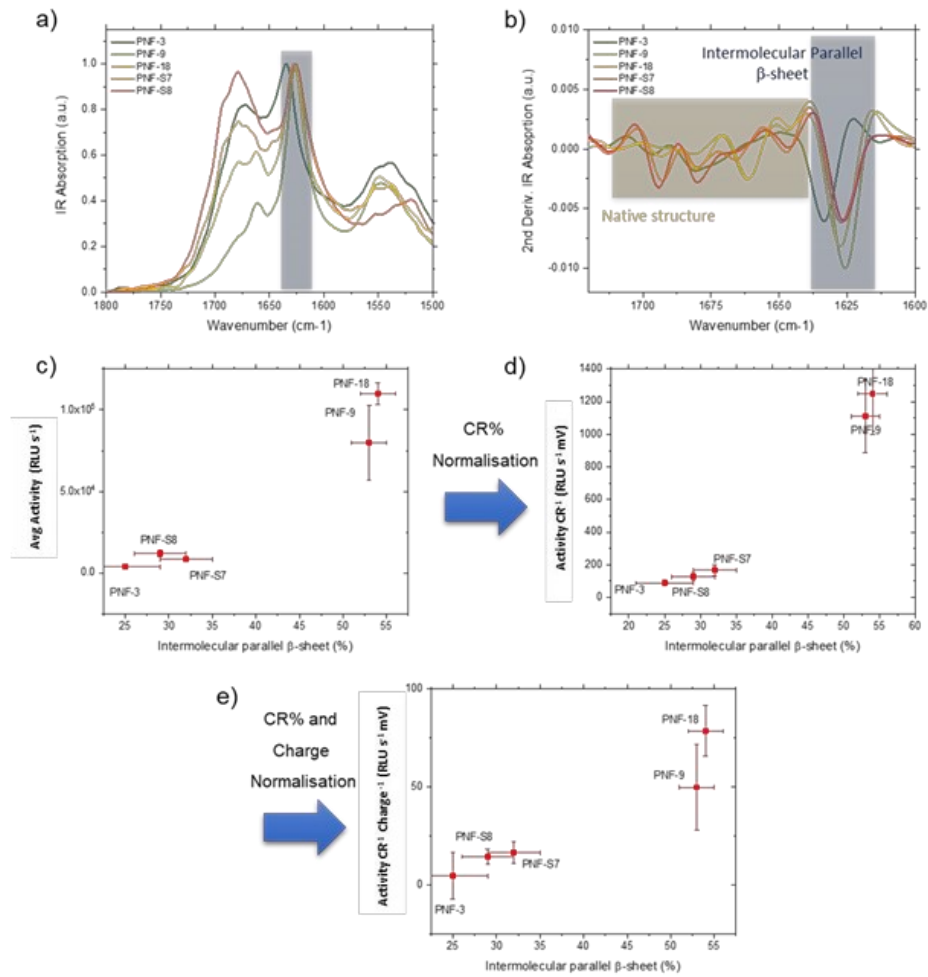 a)
PNF-3
PNF-9
PNF-18
PNF-S7
PNF-S8
IR Absorption (a.u.)
1.0
0.8
0.6
0.4
0.2
0.0
1800 1750 1700 1650 1600 1550 1500
Wavenumber (cm-1)
b)
PNF-3
PNF-9
PNF-18
PNF-S7
PNF-S8
Intermolecular Parallel
β-sheet
Native structure
2nd Deriv. IR Absoprtion (a.u.)
0.010
0.005
0.000
-0.005
-0.010
1700 1675 1650 1625 1600
Wavenumber (cm-1)
c)
Avg Activity (RLU s⁻¹)
1.0x10⁵
5.0x10⁴
0.0
PNF-18
PNF-9
PNF-S8
PNF-S7
PNF-3
25 30 35 40 45 50 55
Intermolecular parallel β-sheet (%)
CR%
Normalisation
d)
Activity CR⁻¹ (RLU s⁻¹ mV)
1400
1200
1000
800
600
400
200
0
PNF-18
PNF-9
PNF-S7
PNF-3
PNF-S8
20 25 30 35 40 45 50 55 60
Intermolecular parallel β-sheet (%)
CR% and
Charge
Normalisation
e)
Activity CR⁻¹ Charge⁻¹ (RLU s⁻¹ mV)
100
50
0
PNF-18
PNF-9
PNF-S8
PNF-S7
PNF-3
25 30 35 40 45 50 55
Intermolecular parallel β-sheet (%)